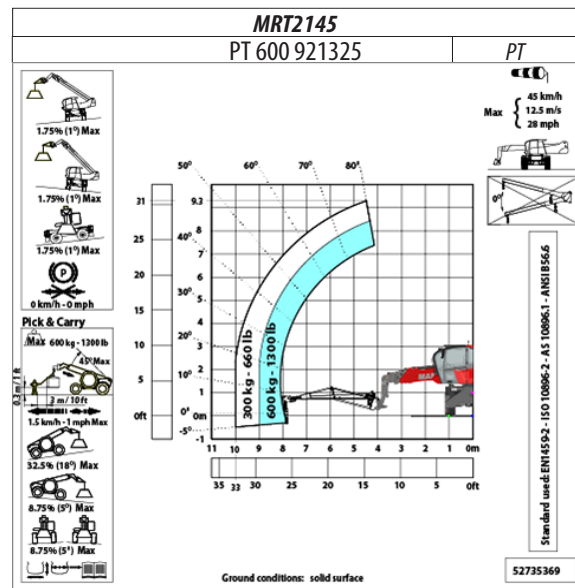 MRT2145
PT 600 921325
PT
1.75% (1°) Max
1.75% (1°) Max
1.75% (1°) Max
P
0 km/h - 0 mph
Pick & Carry
Max
600 kg - 1300 lb
45° Max
0.3 m / 1 ft
3 m / 10 ft
1.5 km/h - 1 mph Max
32.5% (18°) Max
8.75% (5°) Max
8.75% (5°) Max
50°
60°
70°
80°
40°
30°
20°
10°
0°
-5°
31
25
20
15
10
5
0ft
9.3
8
7
6
5
4
3
2
1
0m
-1
300 kg - 660 lb
600 kg - 1300 lb
11
10
9
8
7
6
5
4
3
2
1
0m
35
33
30
25
20
15
10
5
0ft
Max
45 km/h
12.5 m/s
28 mph
0°
Standard used: EN1459-2 - ISO 10896-2 - AS 10896.1 - ANSI B56.6
Ground conditions: solid surface
52735369